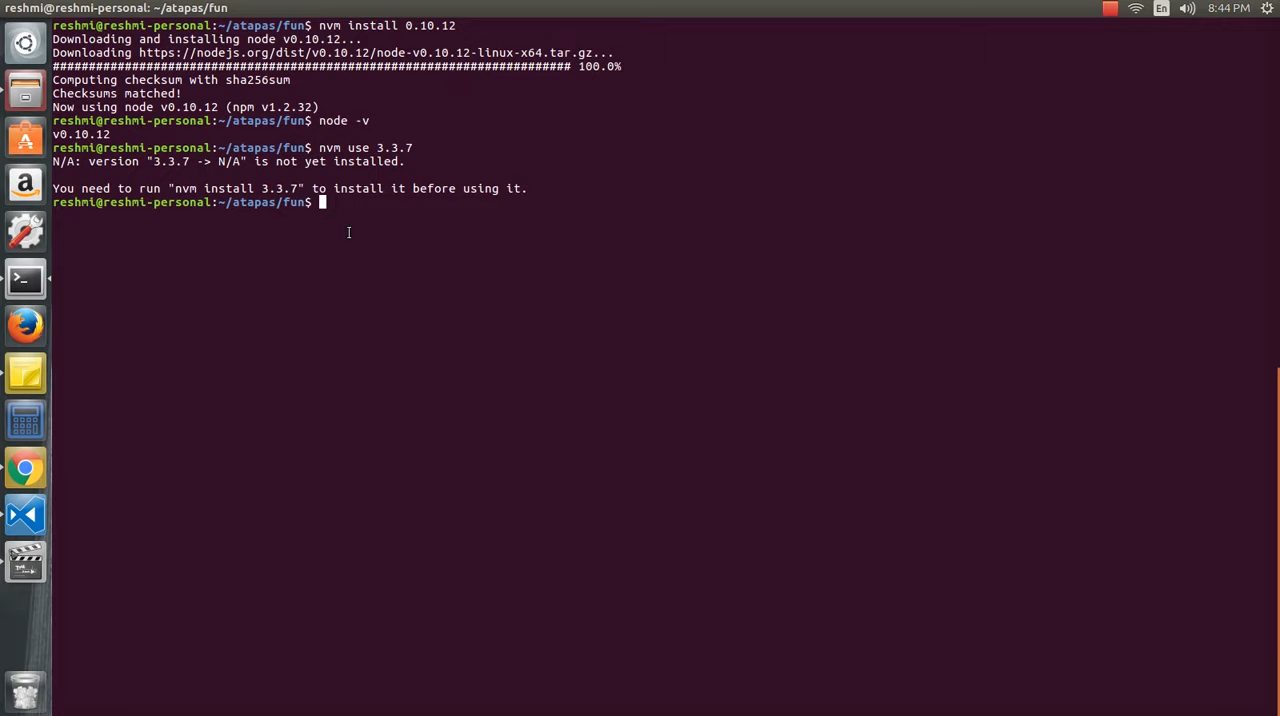 reshmi@reshmi-personal: ~/atapas/fun
En
8:44 PM
reshmi@reshmi-personal:~/atapas/fun$ nvm install 0.10.12
Downloading and installing node v0.10.12...
Downloading https://nodejs.org/dist/v0.10.12/node-v0.10.12-linux-x64.tar.gz...
######################################################################## 100.0%
Computing checksum with sha256sum
Checksums matched!
Now using node v0.10.12 (npm v1.2.32)
reshmi@reshmi-personal:~/atapas/fun$ node -v
v0.10.12
reshmi@reshmi-personal:~/atapas/fun$ nvm use 3.3.7
N/A: version "3.3.7 -> N/A" is not yet installed.
You need to run "nvm install 3.3.7" to install it before using it.
reshmi@reshmi-personal:~/atapas/fun$